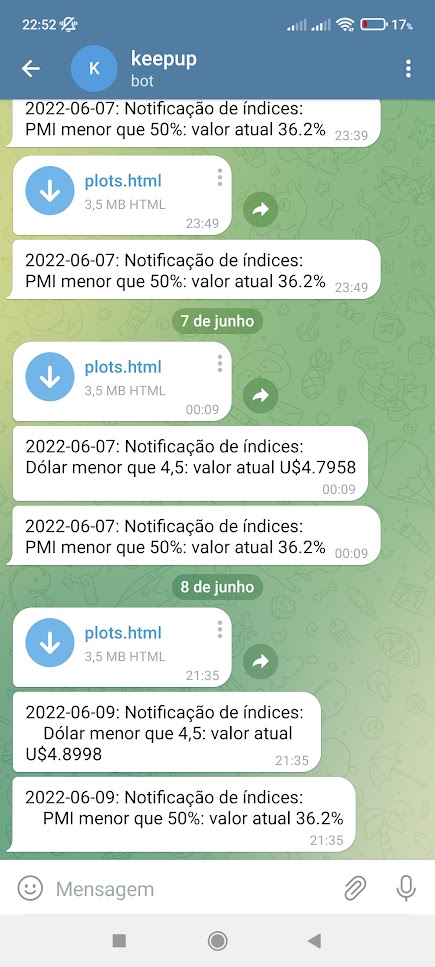 22:52
17%
K
keepup
bot
2022-06-07: Notificação de índices:
PMI menor que 50%: valor atual 36.2% 23:39
plots.html
3,5 MB HTML
23:49
2022-06-07: Notificação de índices:
PMI menor que 50%: valor atual 36.2% 23:49
7 de junho
plots.html
3,5 MB HTML
00:09
2022-06-07: Notificação de índices:
Dólar menor que 4,5: valor atual U$4.7958
00:09
2022-06-07: Notificação de índices:
PMI menor que 50%: valor atual 36.2% 00:09
8 de junho
plots.html
3,5 MB HTML
21:35
2022-06-09: Notificação de índices:
Dólar menor que 4,5: valor atual
U$4.8998
21:35
2022-06-09: Notificação de índices:
PMI menor que 50%: valor atual 36.2%
21:35
Mensagem